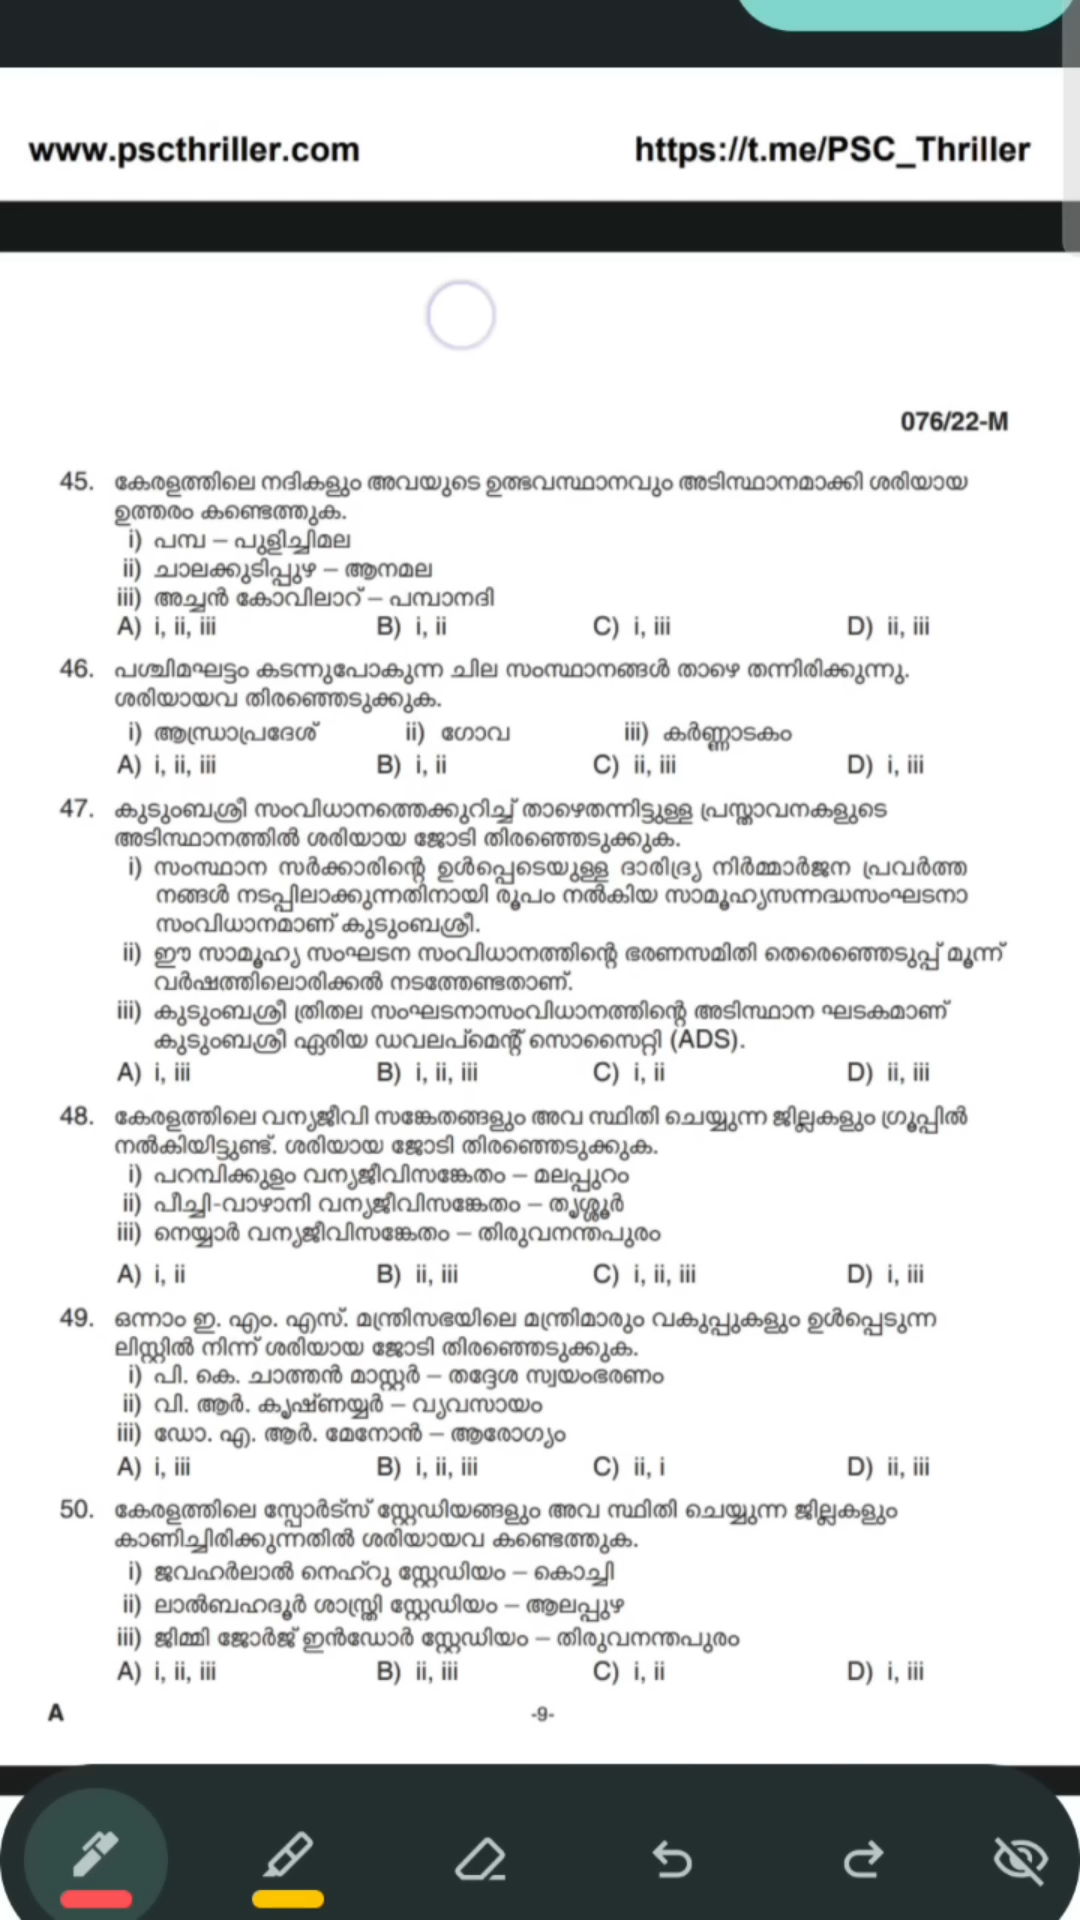 www.pscthriller.com https://t.me/PSC_Thriller
076/22-M
45. കേരളത്തിലെ നദികളും അവയുടെ ഉത്ഭവസ്ഥാനവും അടിസ്ഥാനമാക്കി ശരിയായ
ഉത്തരം കണ്ടെത്തുക.
i) പമ്പ – പുളിച്ചിമല
ii) ചാലക്കുടിപ്പുഴ – ആനമല
iii) അച്ചൻ കോവിലാറ് – പമ്പാനദി
A) i, ii, iii B) i, ii C) i, iii D) ii, iii
46. പശ്ചിമഘട്ടം കടന്നുപോകുന്ന ചില സംസ്ഥാനങ്ങൾ താഴെ തന്നിരിക്കുന്നു.
ശരിയായവ തിരഞ്ഞെടുക്കുക.
i) ആന്ധ്രാപ്രദേശ് ii) ഗോവ iii) കർണ്ണാടകം
A) i, ii, iii B) i, ii C) ii, iii D) i, iii
47. കുടുംബശ്രീ സംവിധാനത്തെക്കുറിച്ച് താഴെതന്നിട്ടുള്ള പ്രസ്താവനകളുടെ
അടിസ്ഥാനത്തിൽ ശരിയായ ജോടി തിരഞ്ഞെടുക്കുക.
i) സംസ്ഥാന സർക്കാരിന്റെ ഉൾപ്പെടെയുള്ള ദാരിദ്ര്യ നിർമ്മാർജന പ്രവർത്ത
നങ്ങൾ നടപ്പിലാക്കുന്നതിനായി രൂപം നൽകിയ സാമൂഹ്യസന്നദ്ധസംഘടനാ
സംവിധാനമാണ് കുടുംബശ്രീ.
ii) ഈ സാമൂഹ്യ സംഘടന സംവിധാനത്തിന്റെ ഭരണസമിതി തെരെഞ്ഞെടുപ്പ് മൂന്ന്
വർഷത്തിലൊരിക്കൽ നടത്തേണ്ടതാണ്.
iii) കുടുംബശ്രീ ത്രിതല സംഘടനാസംവിധാനത്തിന്റെ അടിസ്ഥാന ഘടകമാണ്
കുടുംബശ്രീ ഏരിയ ഡവലപ്മെന്റ് സൊസൈറ്റി (ADS).
A) i, iii B) i, ii, iii C) i, ii D) ii, iii
48. കേരളത്തിലെ വന്യജീവി സങ്കേതങ്ങളും അവ സ്ഥിതി ചെയ്യുന്ന ജില്ലകളും ഗ്രൂപ്പിൽ
നൽകിയിട്ടുണ്ട്. ശരിയായ ജോടി തിരഞ്ഞെടുക്കുക.
i) പറമ്പിക്കുളം വന്യജീവിസങ്കേതം – മലപ്പുറം
ii) പീച്ചി-വാഴാനി വന്യജീവിസങ്കേതം – തൃശ്ശൂർ
iii) നെയ്യാർ വന്യജീവിസങ്കേതം – തിരുവനന്തപുരം
A) i, ii B) ii, iii C) i, ii, iii D) i, iii
49. ഒന്നാം ഇ. എം. എസ്. മന്ത്രിസഭയിലെ മന്ത്രിമാരും വകുപ്പുകളും ഉൾപ്പെടുന്ന
ലിസ്റ്റിൽ നിന്ന് ശരിയായ ജോടി തിരഞ്ഞെടുക്കുക.
i) പി. കെ. ചാത്തൻ മാസ്റ്റർ – തദ്ദേശ സ്വയംഭരണം
ii) വി. ആർ. കൃഷ്ണയ്യർ – വ്യവസായം
iii) ഡോ. എ. ആർ. മേനോൻ – ആരോഗ്യം
A) i, iii B) i, ii, iii C) ii, i D) ii, iii
50. കേരളത്തിലെ സ്പോർട്സ് സ്റ്റേഡിയങ്ങളും അവ സ്ഥിതി ചെയ്യുന്ന ജില്ലകളും
കാണിച്ചിരിക്കുന്നതിൽ ശരിയായവ കണ്ടെത്തുക.
i) ജവഹർലാൽ നെഹ്റു സ്റ്റേഡിയം – കൊച്ചി
ii) ലാൽബഹദൂർ ശാസ്ത്രി സ്റ്റേഡിയം – ആലപ്പുഴ
iii) ജിമ്മി ജോർജ് ഇൻഡോർ സ്റ്റേഡിയം – തിരുവനന്തപുരം
A) i, ii, iii B) ii, iii C) i, ii D) i, iii
A -9-